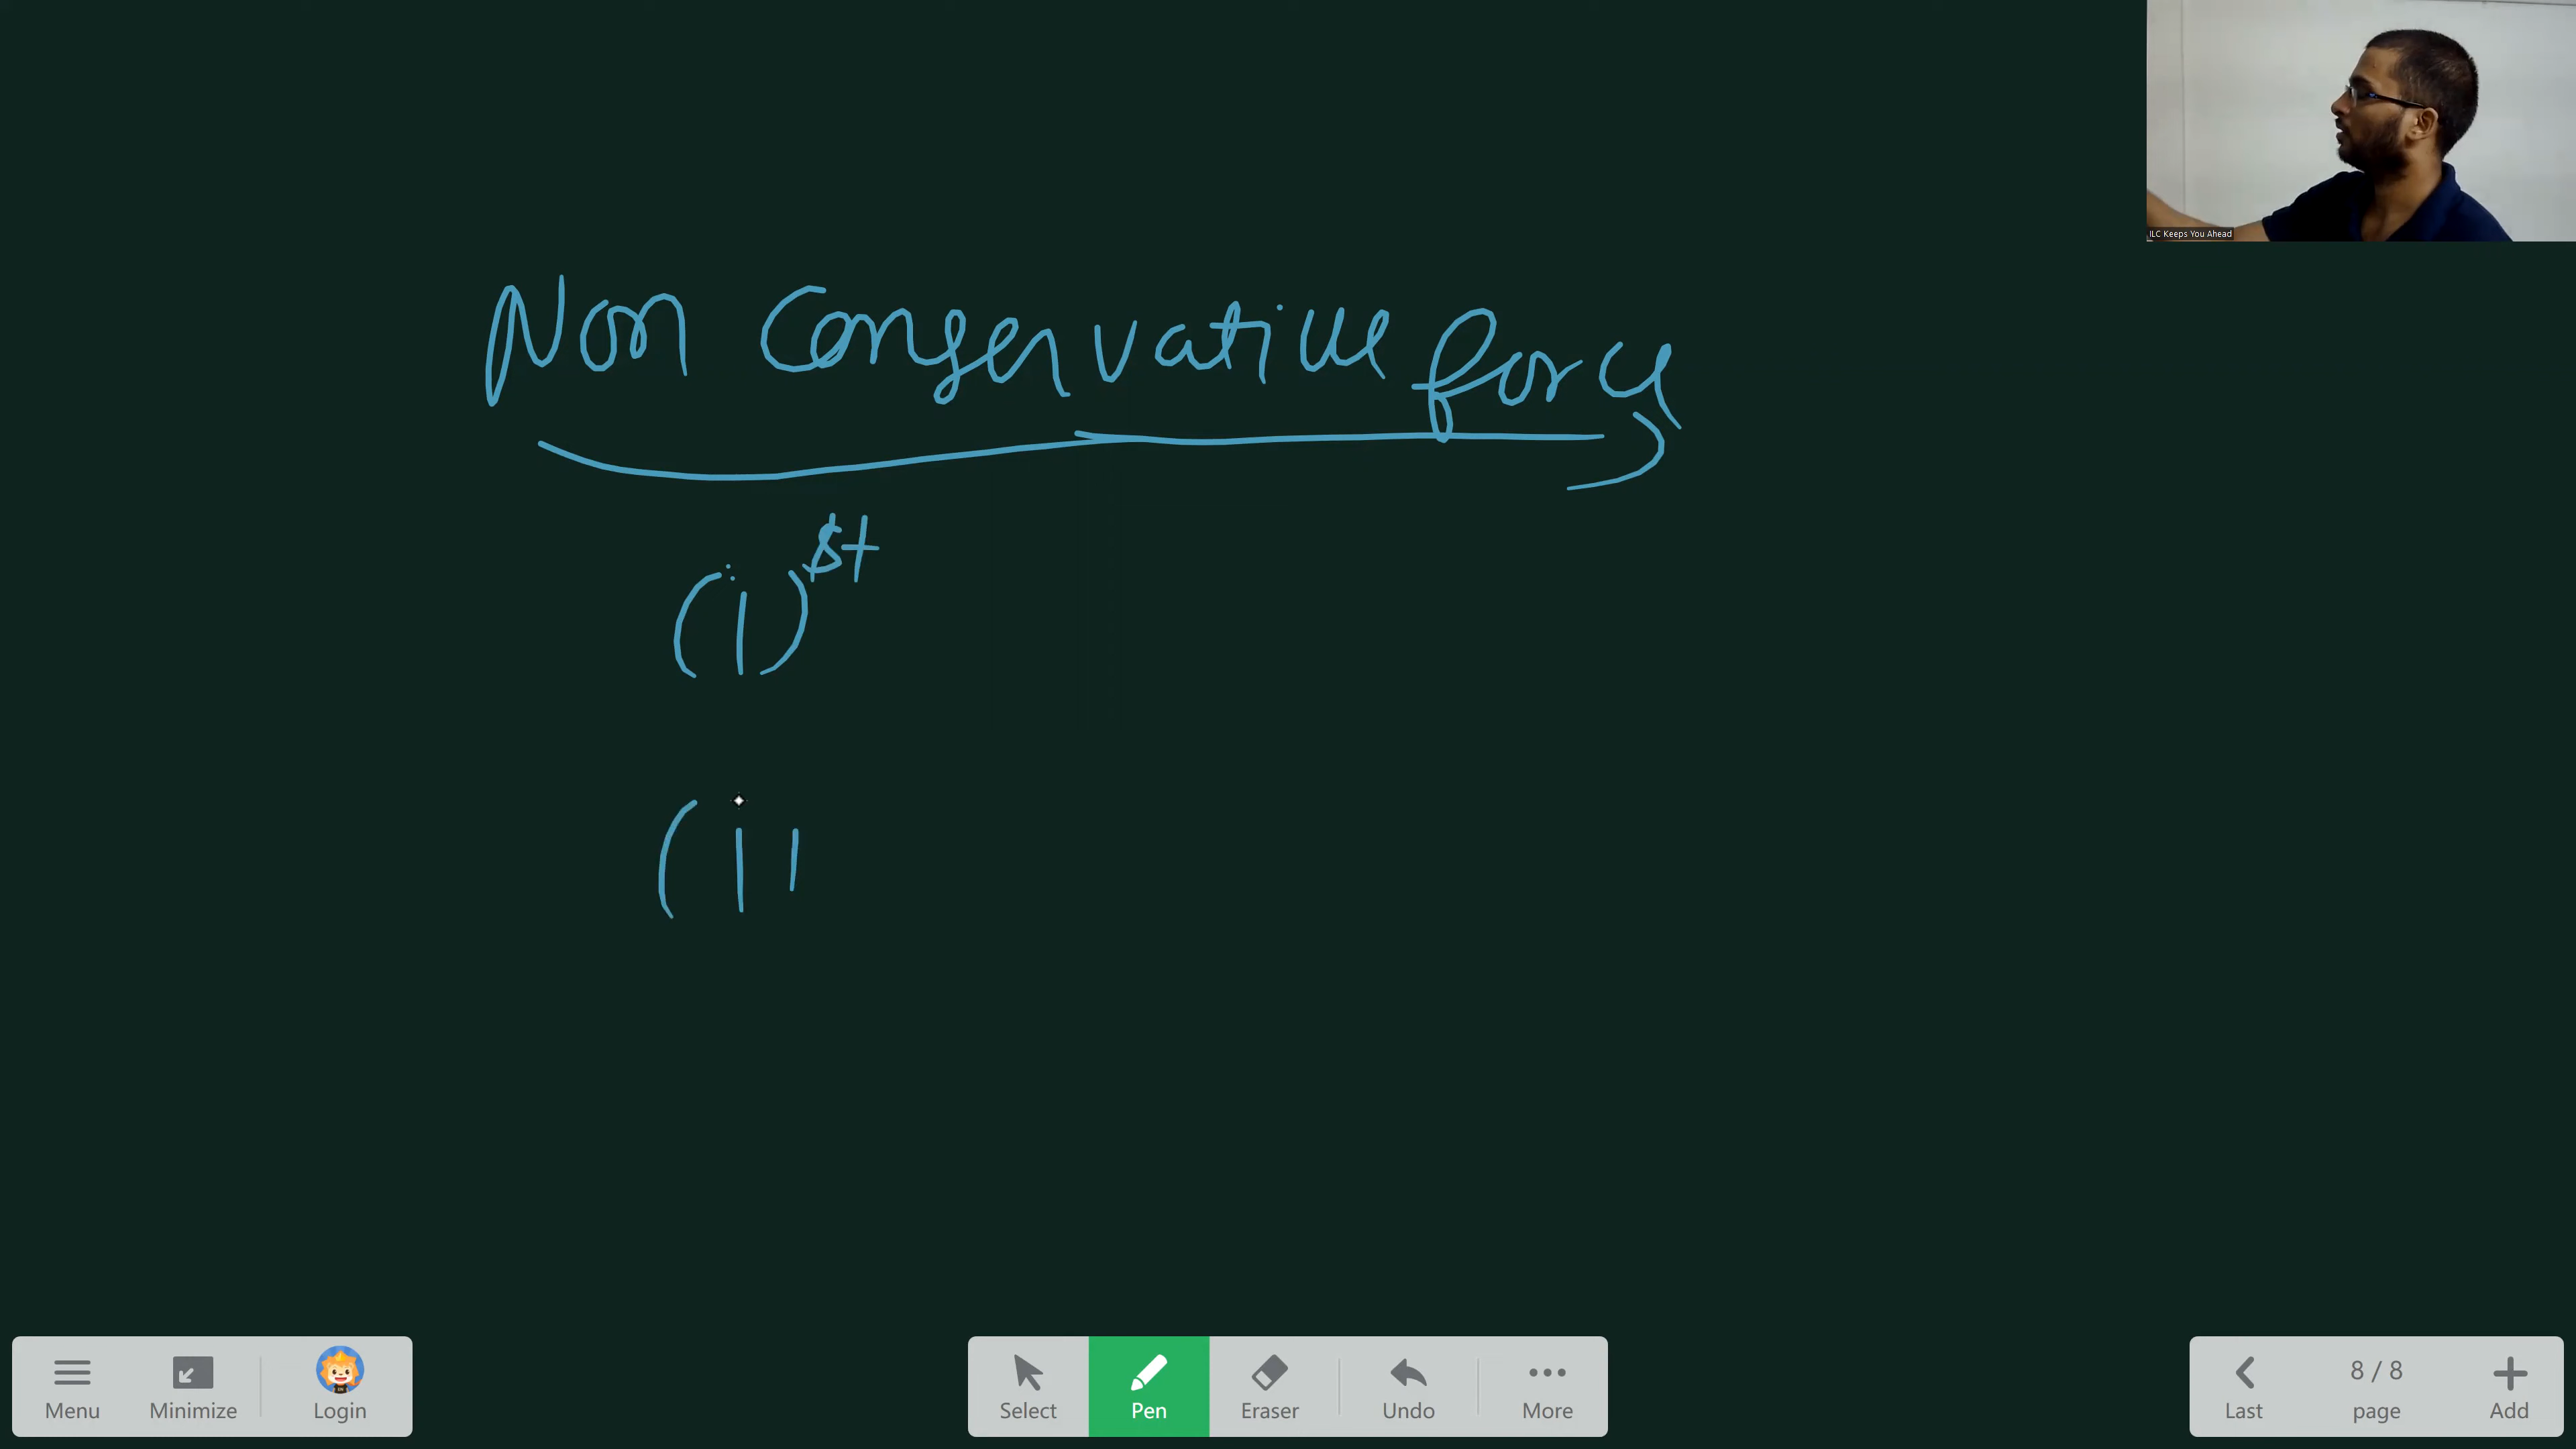 ILC Keeps You Ahead
Non Conservative force
(i)st
(ii
Menu Minimize Login Select Pen Eraser Undo More Last 8 / 8 page Add